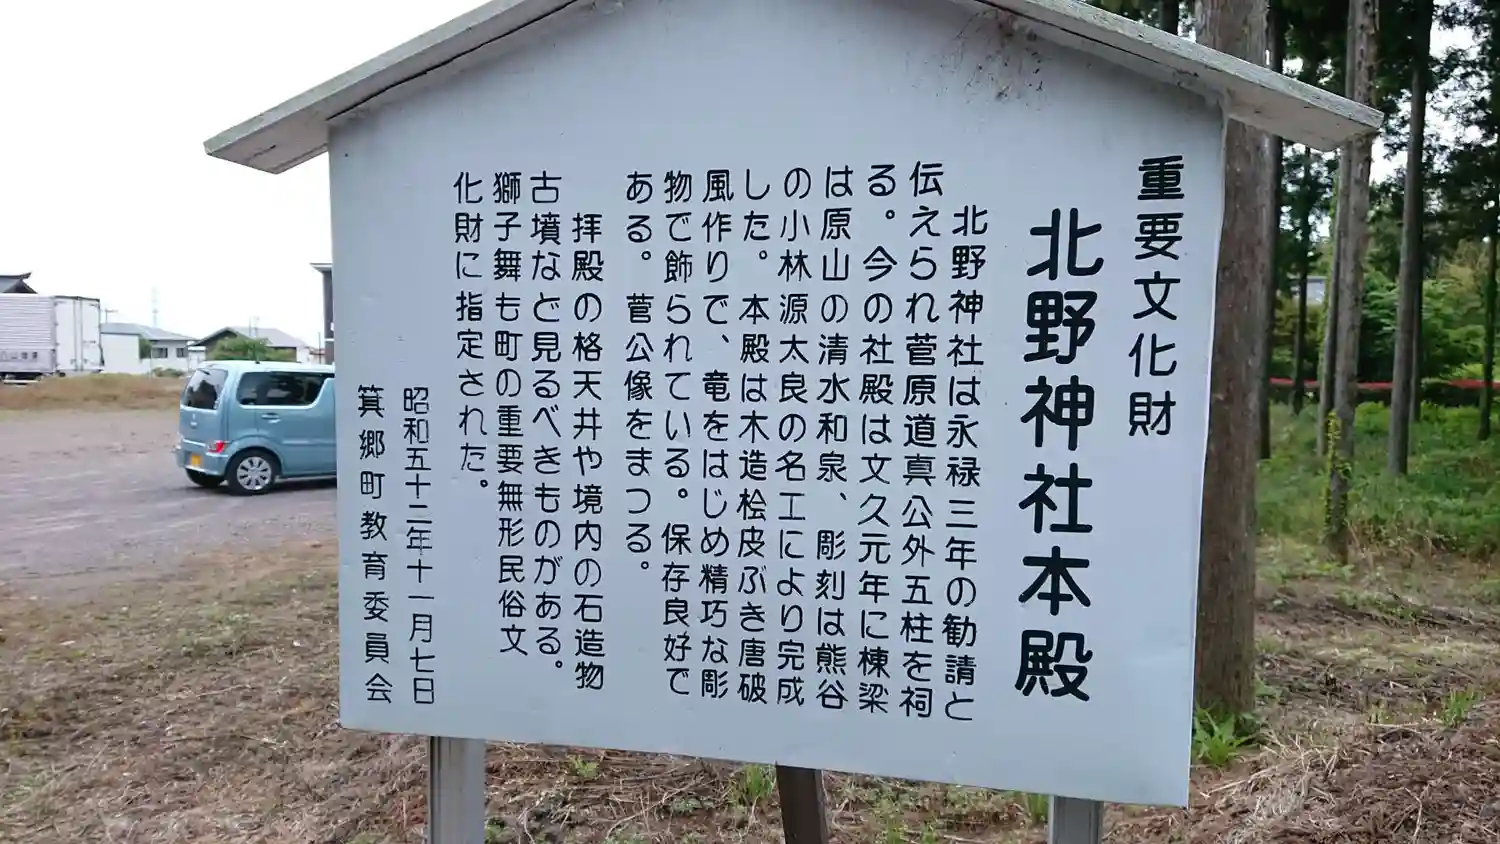 重要文化財
北野神社本殿
北野神社は永禄三年の勧請と
伝えられ菅原道真公外五柱を祠
る。今の社殿は文久元年に棟梁
は原山の清水和泉、彫刻は熊谷
の小林源太良の名工により完成
した。本殿は木造桧皮ぶき唐破
風作りで、竜をはじめ精巧な彫
物で飾られている。保存良好で
ある。菅公像をまつる。
拝殿の格天井や境内の石造物
古墳など見るべきものがある。
獅子舞も町の重要無形民俗文
化財に指定された。
昭和五十二年十一月七日
箕郷町教育委員会